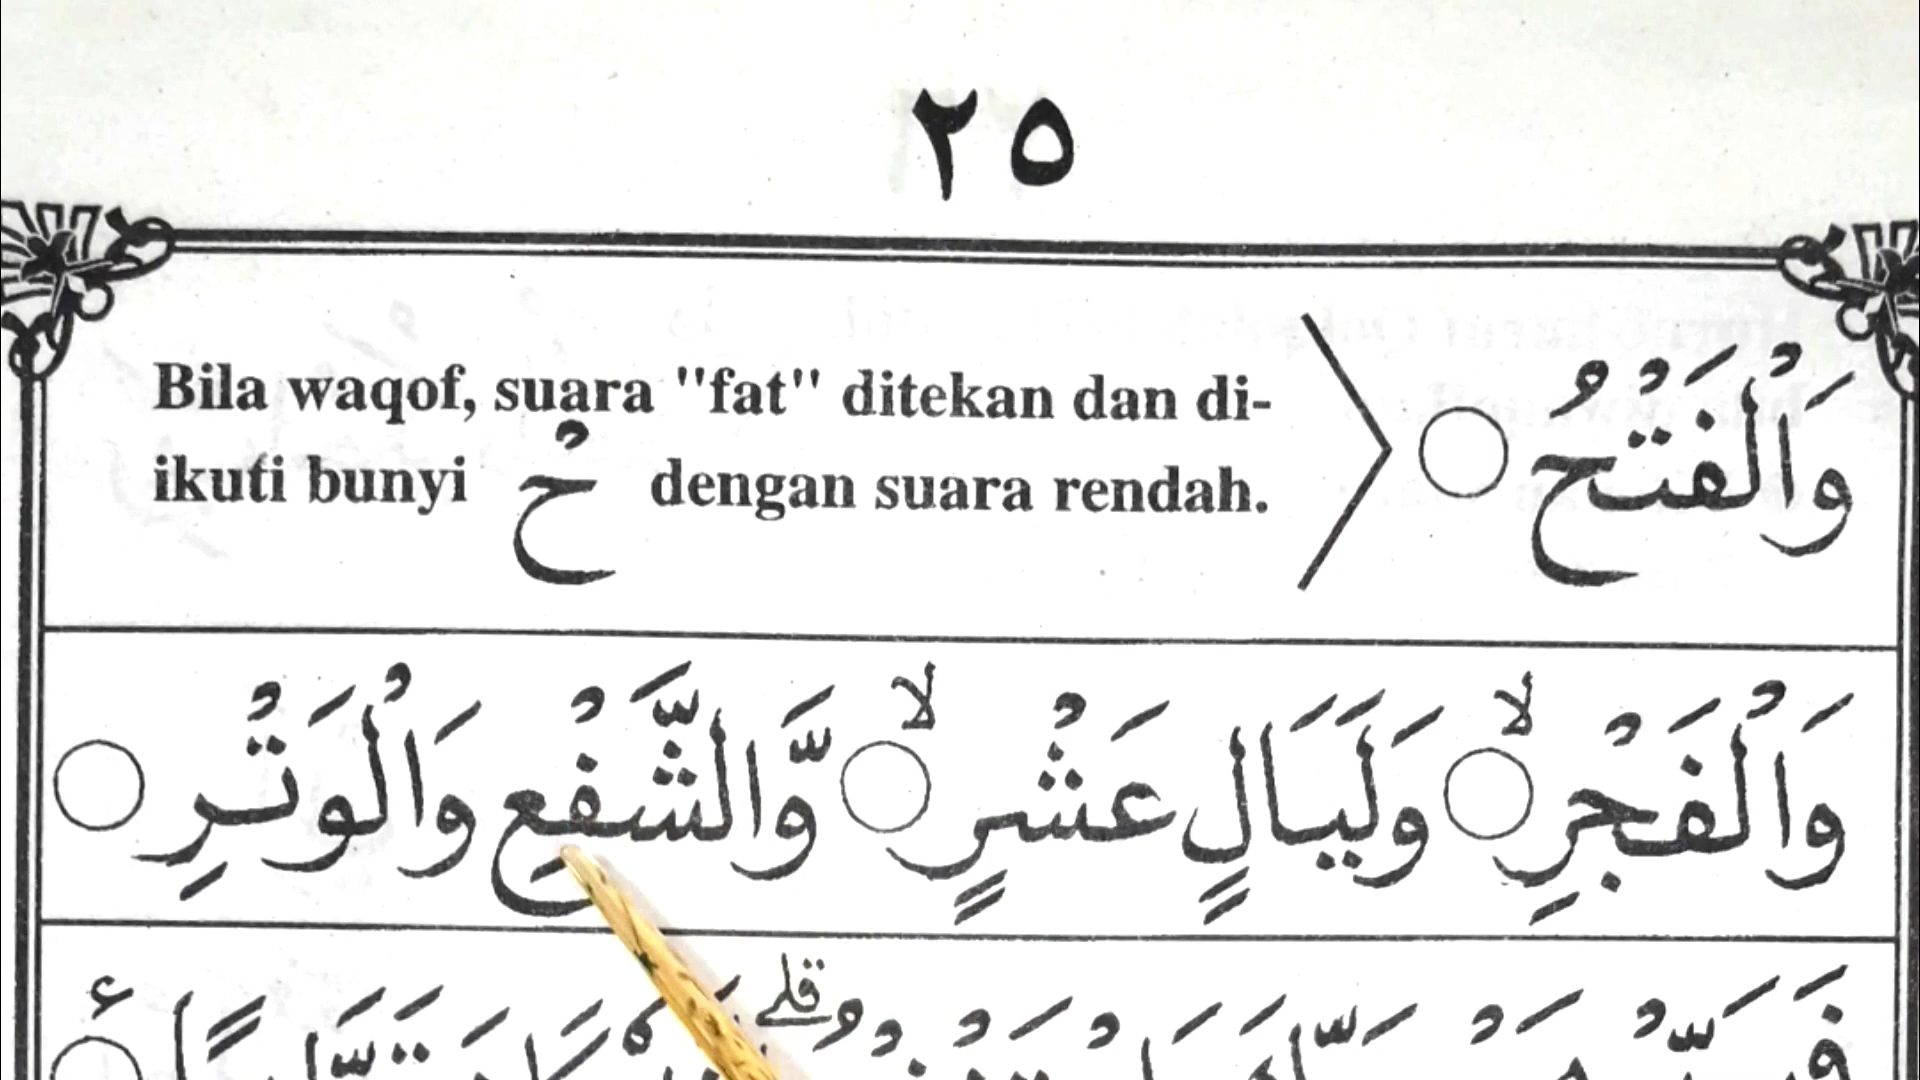 ٢٥
وَالْفَتْحُ ○
Bila waqof, suara "fat" ditekan dan di-
ikuti bunyi حْ dengan suara rendah.
وَالْفَجْرِ ○ۙ وَلَيَالٍ عَشْرٍ ○ۙ وَّالشَّفْعِ وَالْوَتْرِ ○